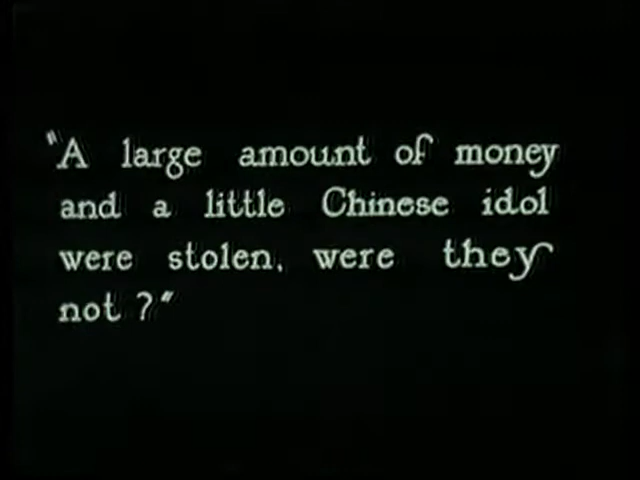 "A large amount of money
and a little Chinese idol
were stolen, were they
not ?"